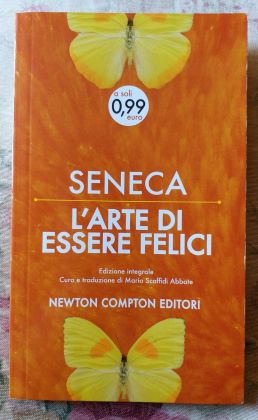 a soli
0,99
euro
SENECA
L'ARTE DI
ESSERE FELICI
Edizione integrale
Cura e traduzione di Mario Scaffidi Abbate
NEWTON COMPTON EDITORI